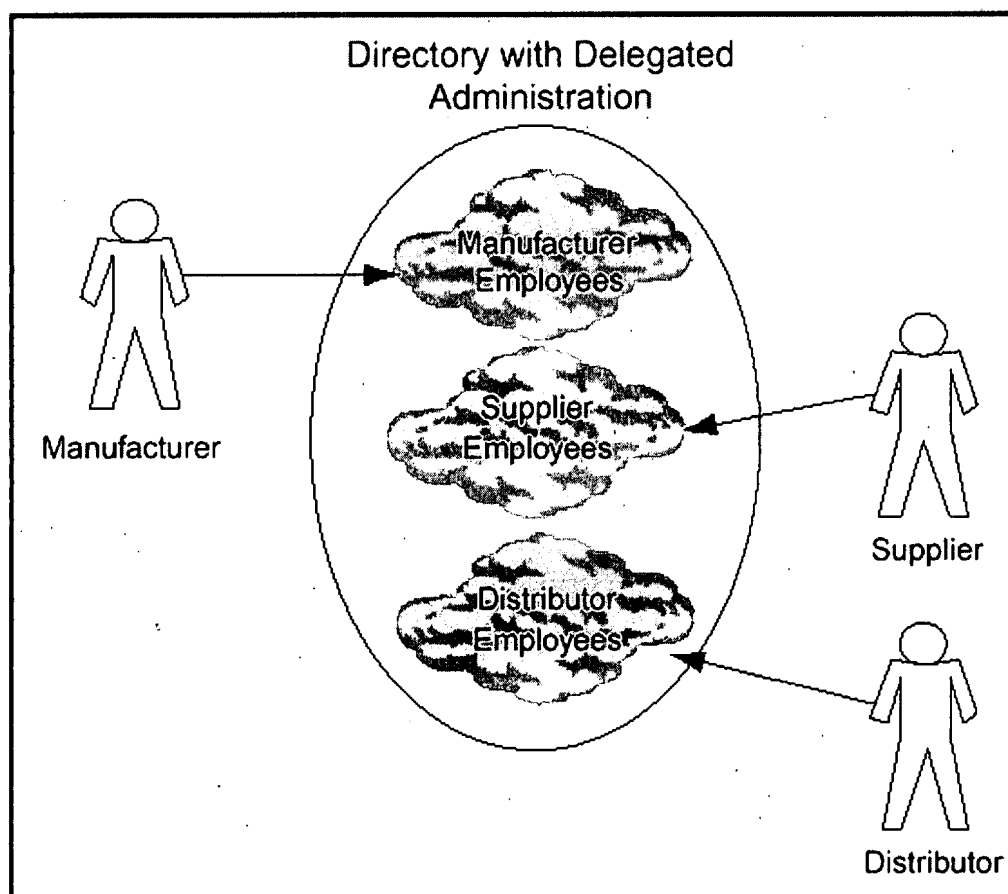 Directory with Delegated
Administration
Manufacturer
Employees
Manufacturer
Supplier
Employees
Supplier
Distributor
Employees
Distributor